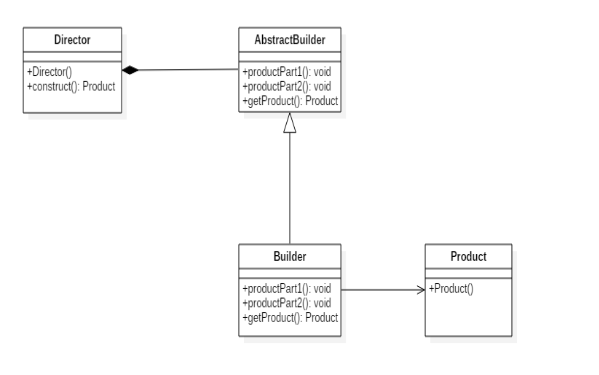 Director
+Director()
+construct(): Product
AbstractBuilder
+productPart1(): void
+productPart2(): void
+getProduct(): Product
Builder
+productPart1(): void
+productPart2(): void
+getProduct(): Product
Product
+Product()